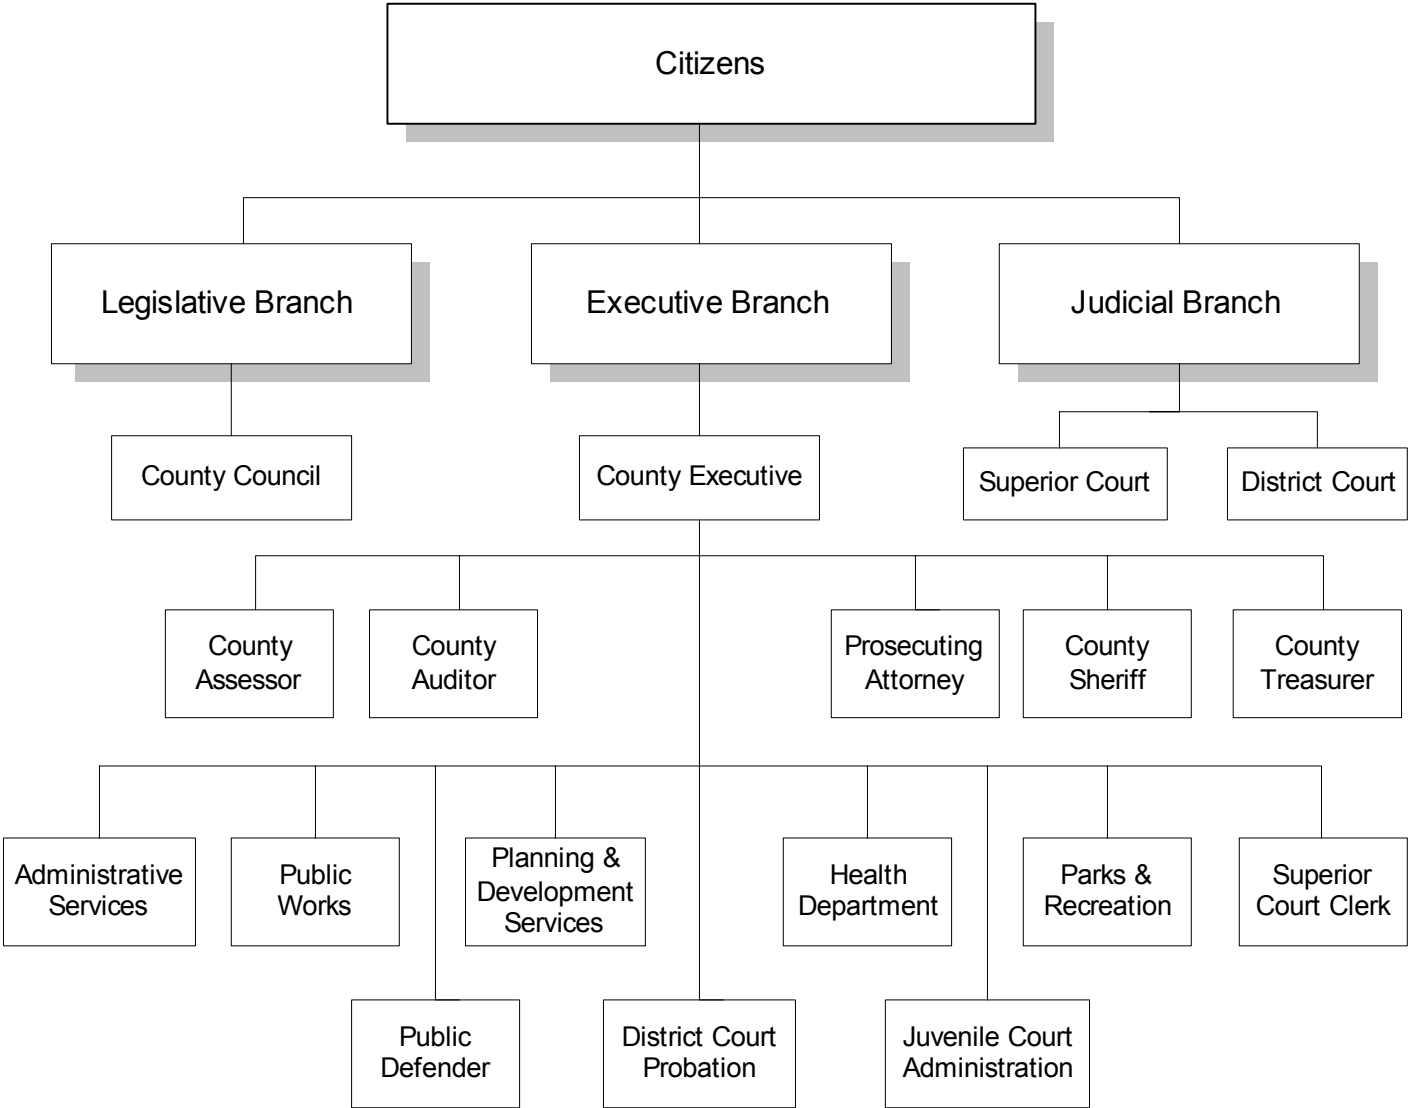 Citizens
Legislative Branch
Executive Branch
Judicial Branch
County Council
County Executive
Superior Court
District Court
County
Assessor
County
Auditor
Prosecuting
Attorney
County
Sheriff
County
Treasurer
Administrative
Services
Public
Works
Planning &
Development
Services
Health
Department
Parks &
Recreation
Superior
Court Clerk
Public
Defender
District Court
Probation
Juvenile Court
Administration